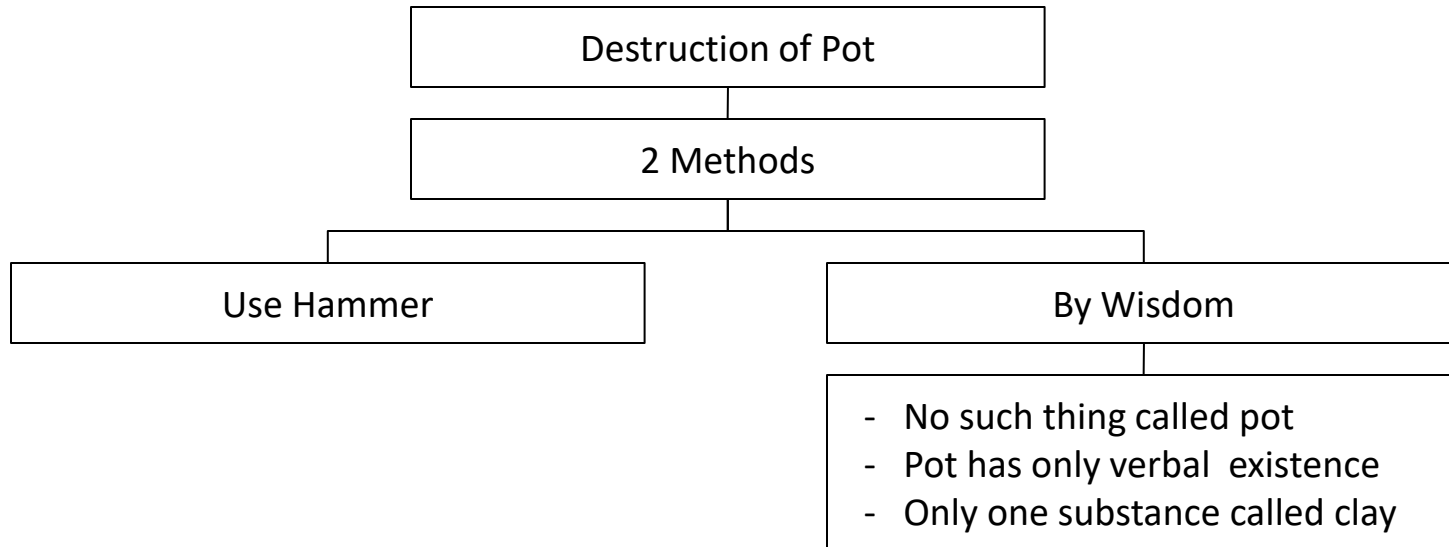 Destruction of Pot
2 Methods
Use Hammer
By Wisdom
- No such thing called pot
- Pot has only verbal existence
- Only one substance called clay